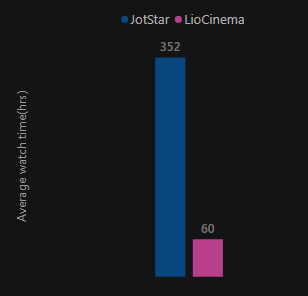 JotStar LioCinema
352
60
Average watch time(hrs)